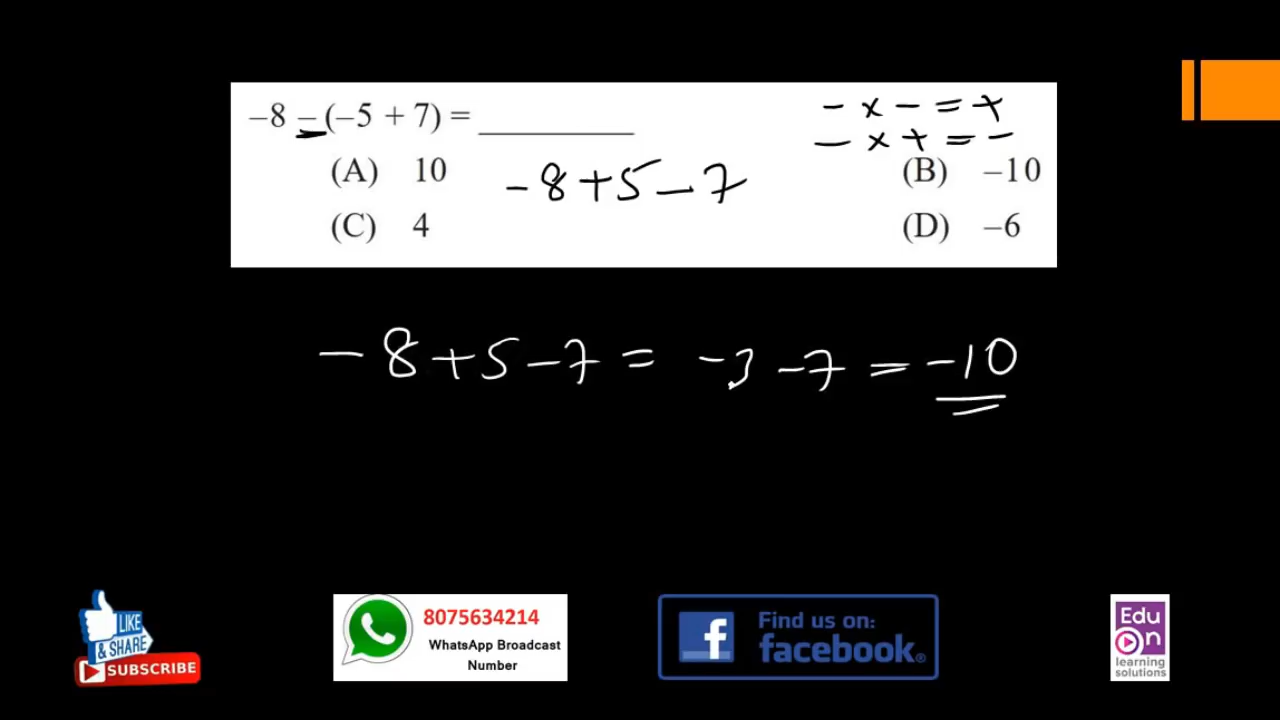 –8 –(–5 + 7) = __________
- x - = +
- x + = -
(A) 10
-8+5-7
(B) –10
(C) 4
(D) –6
-8+5-7 = -3 -7 = -10
LIKE
& SHARE
SUBSCRIBE
8075634214
WhatsApp Broadcast
Number
f
Find us on:
facebook®
Edu
On
learning
solutions